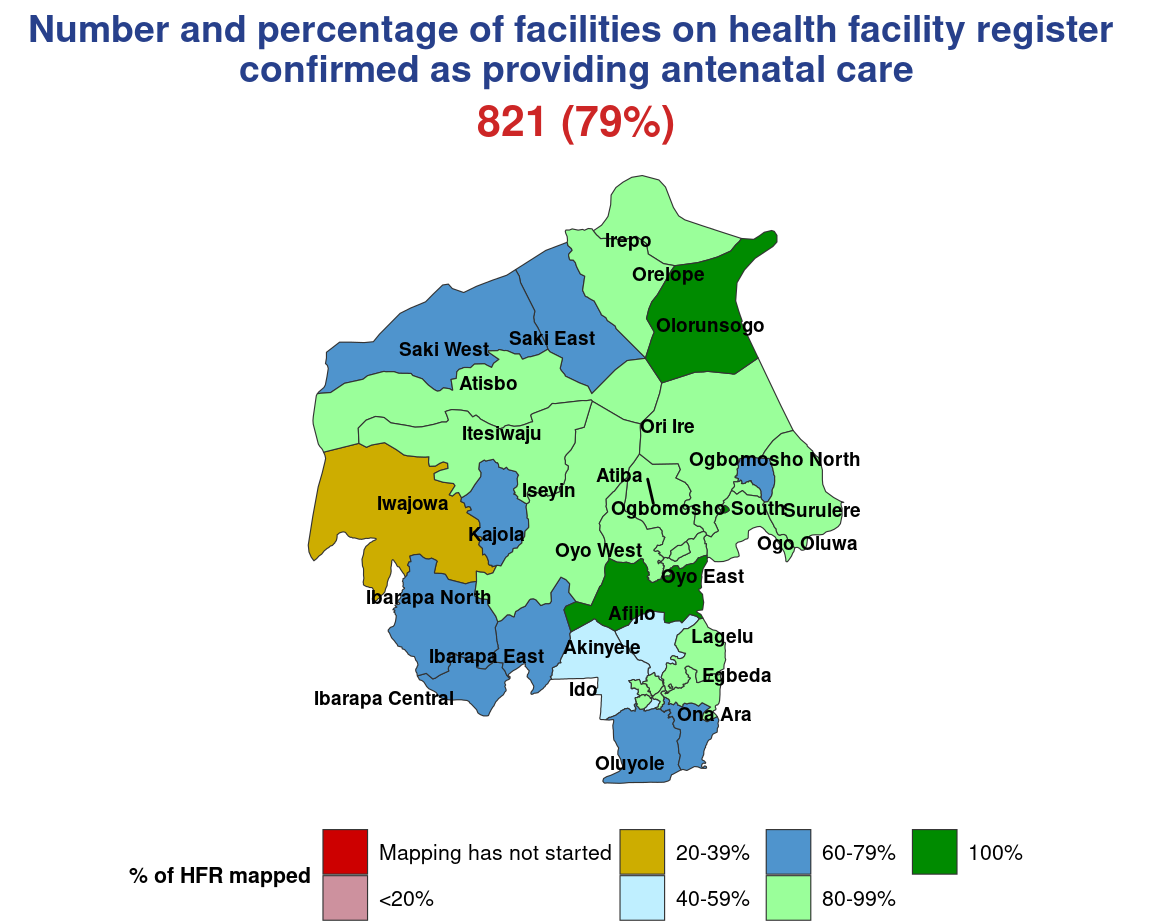 Number and percentage of facilities on health facility register
confirmed as providing antenatal care
821 (79%)
Irepo
Orelope
Olorunsogo
Saki East
Saki West
Atisbo
Ori Ire
Itesiwaju
Ogbomosho North
Atiba
Iseyin
Iwajowa
Ogbomosho South
Surulere
Kajola
Ogo Oluwa
Oyo West
Oyo East
Ibarapa North
Afijio
Lagelu
Akinyele
Ibarapa East
Egbeda
Ido
Ibarapa Central
Ona Ara
Oluyole
% of HFR mapped
Mapping has not started
<20%
20-39%
40-59%
60-79%
80-99%
100%